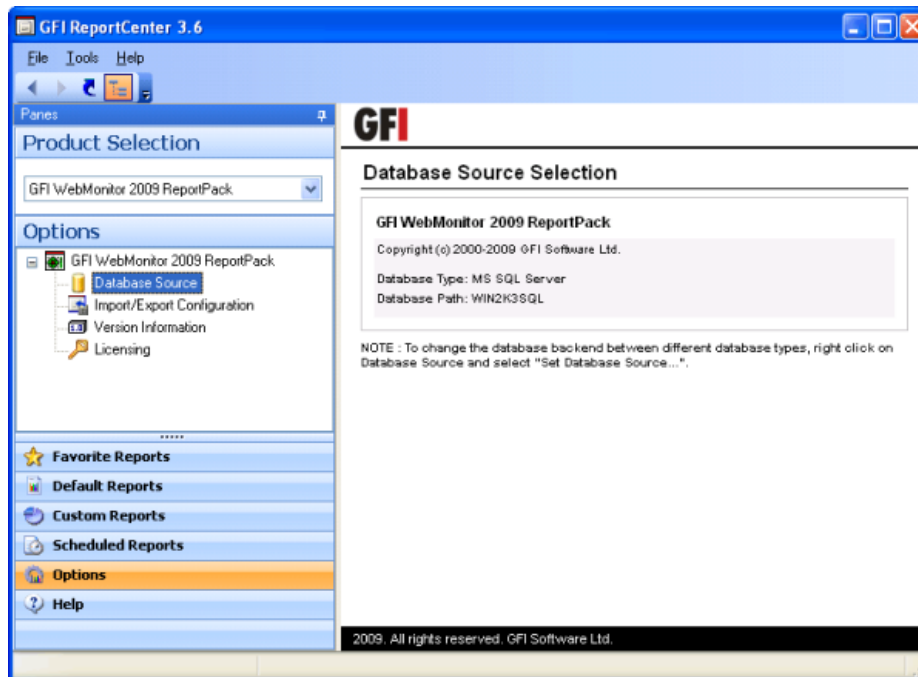 GFI ReportCenter 3.6
File Tools Help
Panes
Product Selection
GFI WebMonitor 2009 ReportPack
Options
GFI WebMonitor 2009 ReportPack
Database Source
Import/Export Configuration
Version Information
Licensing
Favorite Reports
Default Reports
Custom Reports
Scheduled Reports
Options
Help
GFI
Database Source Selection
GFI WebMonitor 2009 ReportPack
Copyright (c) 2000-2009 GFI Software Ltd.
Database Type: MS SQL Server
Database Path: WIN2K3SQL
NOTE : To change the database backend between different database types, right click on
Database Source and select "Set Database Source...".
2009. All rights reserved. GFI Software Ltd.